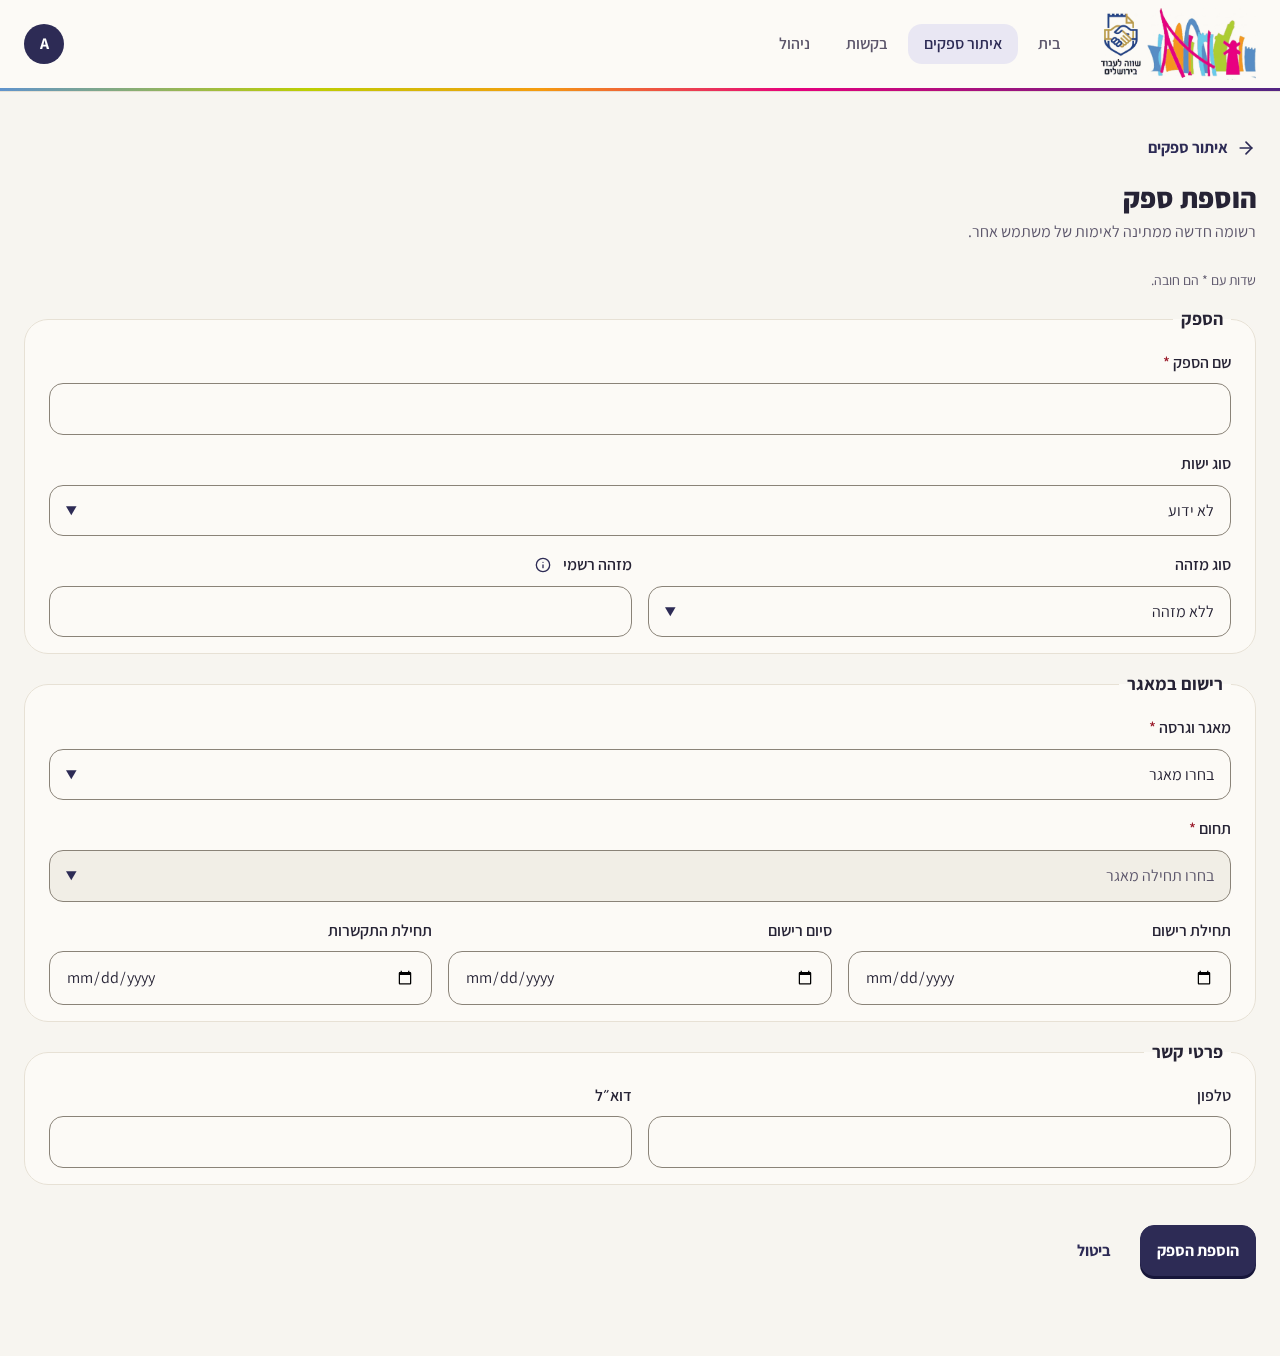 שווה לעבוד
בירושלים
בית
איתור ספקים
בקשות
ניהול
A
איתור ספקים
הוספת ספק
רשומה חדשה ממתינה לאימות של משתמש אחר.
שדות עם * הם חובה.
הספק
שם הספק *
סוג ישות
לא ידוע
סוג מזהה
מזהה רשמי
ללא מזהה
רישום במאגר
מאגר וגרסה *
בחרו מאגר
תחום *
בחרו תחילה מאגר
תחילת רישום
סיום רישום
תחילת התקשרות
mm/dd/yyyy
mm/dd/yyyy
mm/dd/yyyy
פרטי קשר
טלפון
דוא״ל
הוספת הספק
ביטול